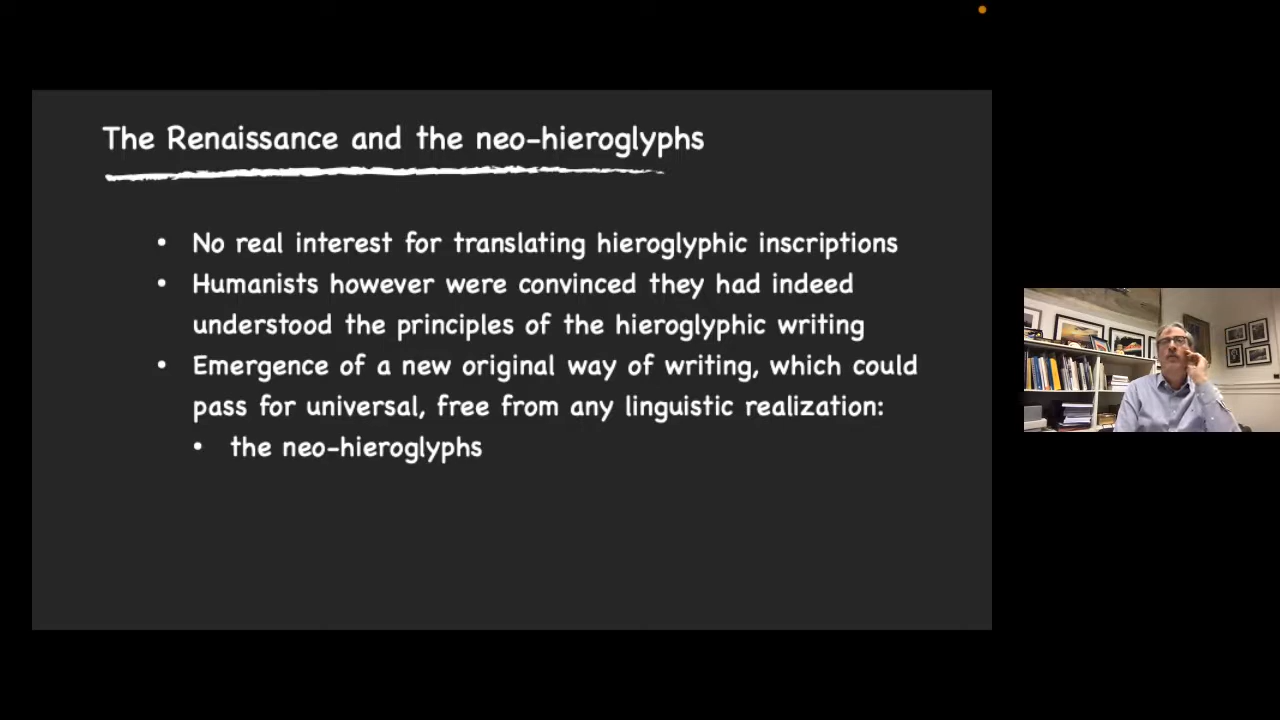 The Renaissance and the neo-hieroglyphs
• No real interest for translating hieroglyphic inscriptions
• Humanists however were convinced they had indeed
understood the principles of the hieroglyphic writing
• Emergence of a new original way of writing, which could
pass for universal, free from any linguistic realization:
• the neo-hieroglyphs